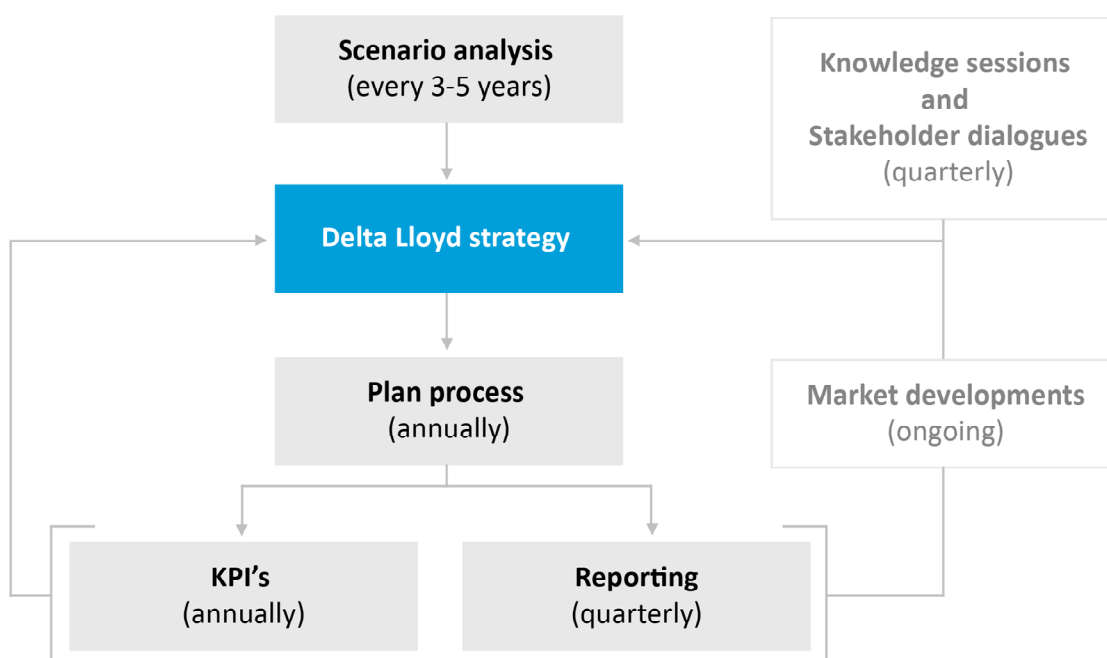 Scenario analysis
(every 3-5 years)
Knowledge sessions
and
Stakeholder dialogues
(quarterly)
Delta Lloyd strategy
Plan process
(annually)
Market developments
(ongoing)
KPI’s
(annually)
Reporting
(quarterly)